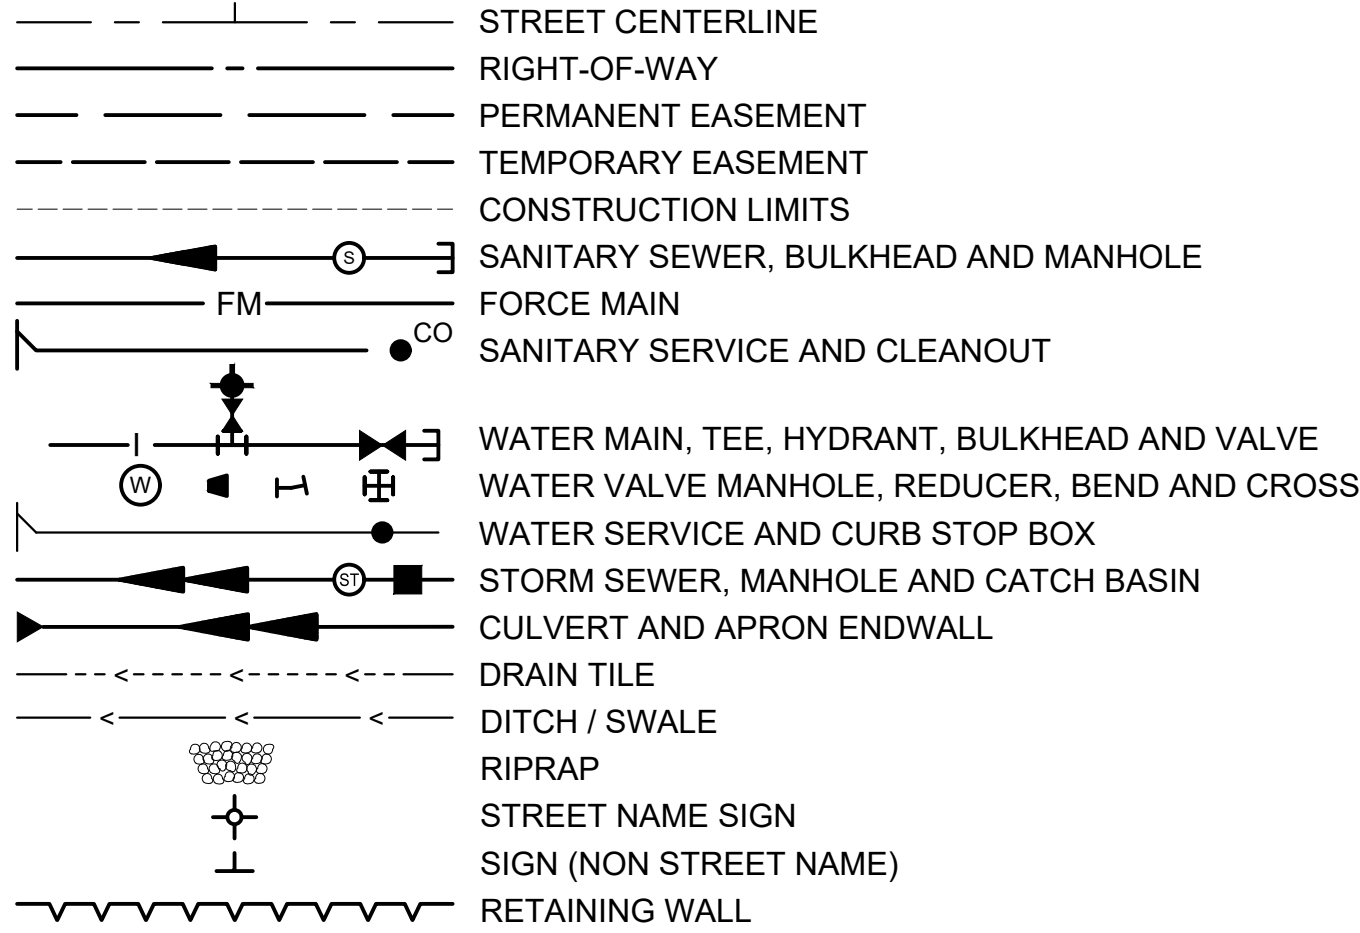 STREET CENTERLINE
RIGHT-OF-WAY
PERMANENT EASEMENT
TEMPORARY EASEMENT
CONSTRUCTION LIMITS
S SANITARY SEWER, BULKHEAD AND MANHOLE
FM FORCE MAIN
CO SANITARY SERVICE AND CLEANOUT
I WATER MAIN, TEE, HYDRANT, BULKHEAD AND VALVE
W WATER VALVE MANHOLE, REDUCER, BEND AND CROSS
WATER SERVICE AND CURB STOP BOX
ST STORM SEWER, MANHOLE AND CATCH BASIN
CULVERT AND APRON ENDWALL
< < < DRAIN TILE
< < < DITCH / SWALE
RIPRAP
STREET NAME SIGN
SIGN (NON STREET NAME)
RETAINING WALL